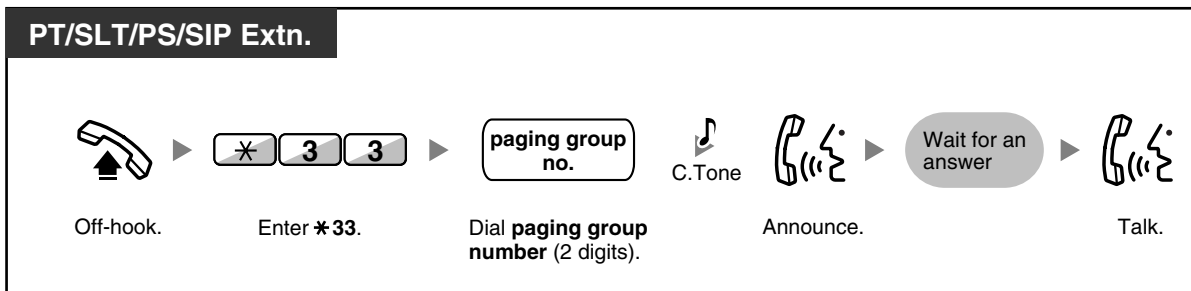 PT/SLT/PS/SIP Extn.
✳ 3 3
paging group
no.
C.Tone
Wait for an
answer
Off-hook.
Enter ✳33.
Dial paging group
number (2 digits).
Announce.
Talk.